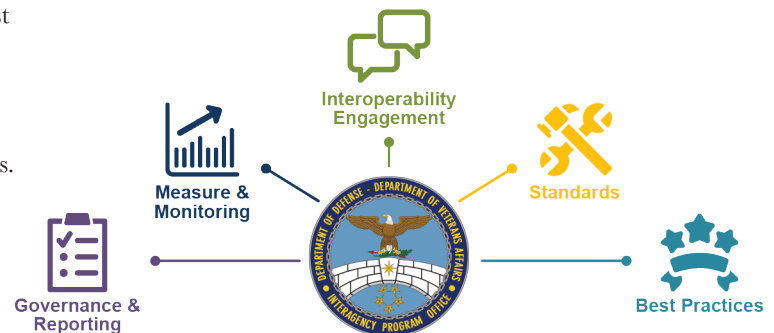 st
Interoperability
Engagement
s.
Measure &
Monitoring
Standards
DEPARTMENT OF DEFENSE - DEPARTMENT OF VETERANS AFFAIRS
INTERAGENCY PROGRAM OFFICE
Governance &
Reporting
Best Practices